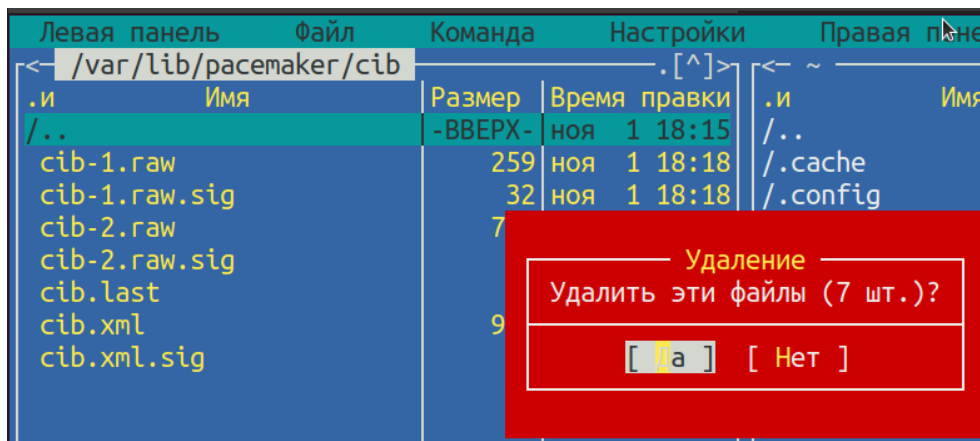 Левая панель Файл Команда Настройки Правая
<─ /var/lib/pacemaker/cib .[^]> <─ ~
.и Имя Размер Время правки .и Имя
/.. -ВВЕРХ- ноя 1 18:15 /..
cib-1.raw 259 ноя 1 18:18 /.cache
cib-1.raw.sig 32 ноя 1 18:18 /.config
cib-2.raw 7
cib-2.raw.sig
Удаление
cib.last
Удалить эти файлы (7 шт.)?
cib.xml 9
cib.xml.sig
[ Да ] [ Нет ]